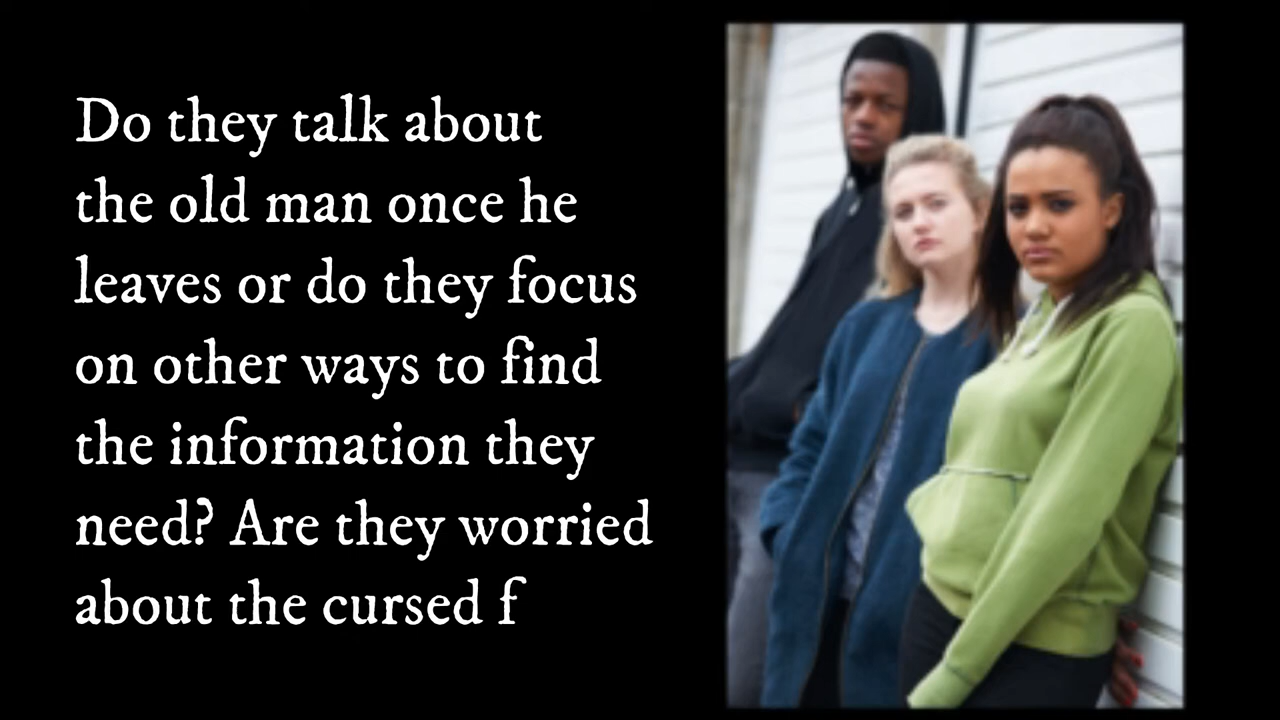 Do they talk about
the old man once he
leaves or do they focus
on other ways to find
the information they
need? Are they worried
about the cursed f